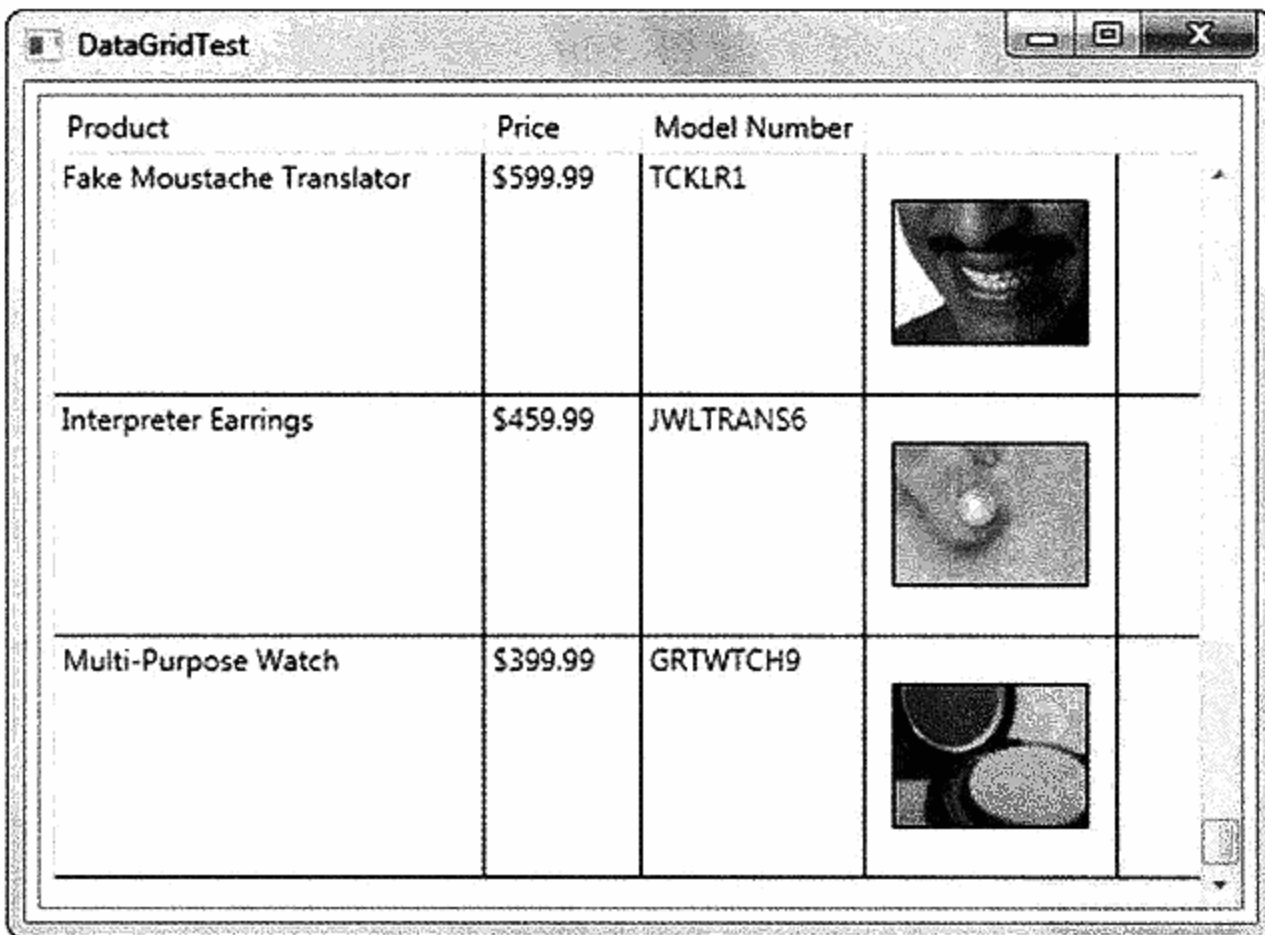 DataGridTest
Product Price Model Number
Fake Moustache Translator $599.99 TCKLR1
Interpreter Earrings $459.99 JWLTRANS6
Multi-Purpose Watch $399.99 GRTWTCH9